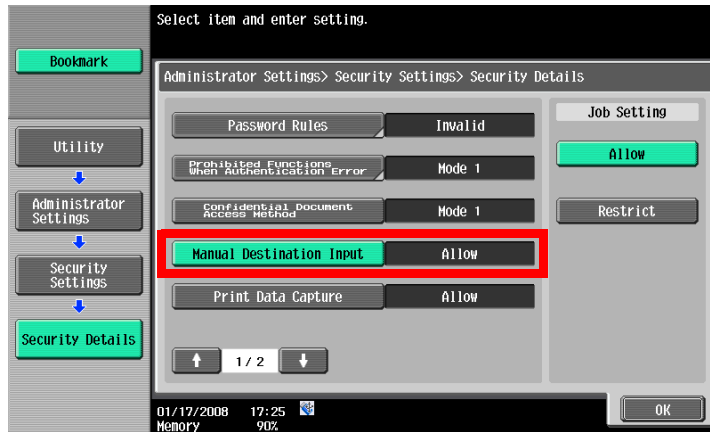 Select item and enter setting.
Bookmark
Administrator Settings> Security Settings> Security Details
Utility
Administrator
Settings
Security
Settings
Security Details
Password Rules
Invalid
Prohibited Functions
When Authentication Error
Mode 1
Confidential Document
Access Method
Mode 1
Manual Destination Input
Allow
Print Data Capture
Allow
1/ 2
Job Setting
Allow
Restrict
01/17/2008 17:25
Memory 90%
OK